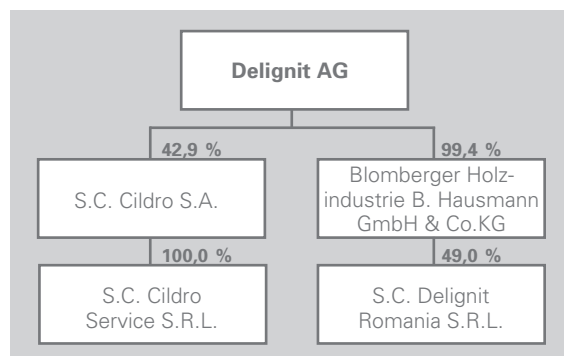 Delignit AG
42,9 %
99,4 %
S.C. Cildro S.A.
Blomberger Holz-
industrie B. Hausmann
GmbH & Co.KG
100,0 %
49,0 %
S.C. Cildro
Service S.R.L.
S.C. Delignit
Romania S.R.L.